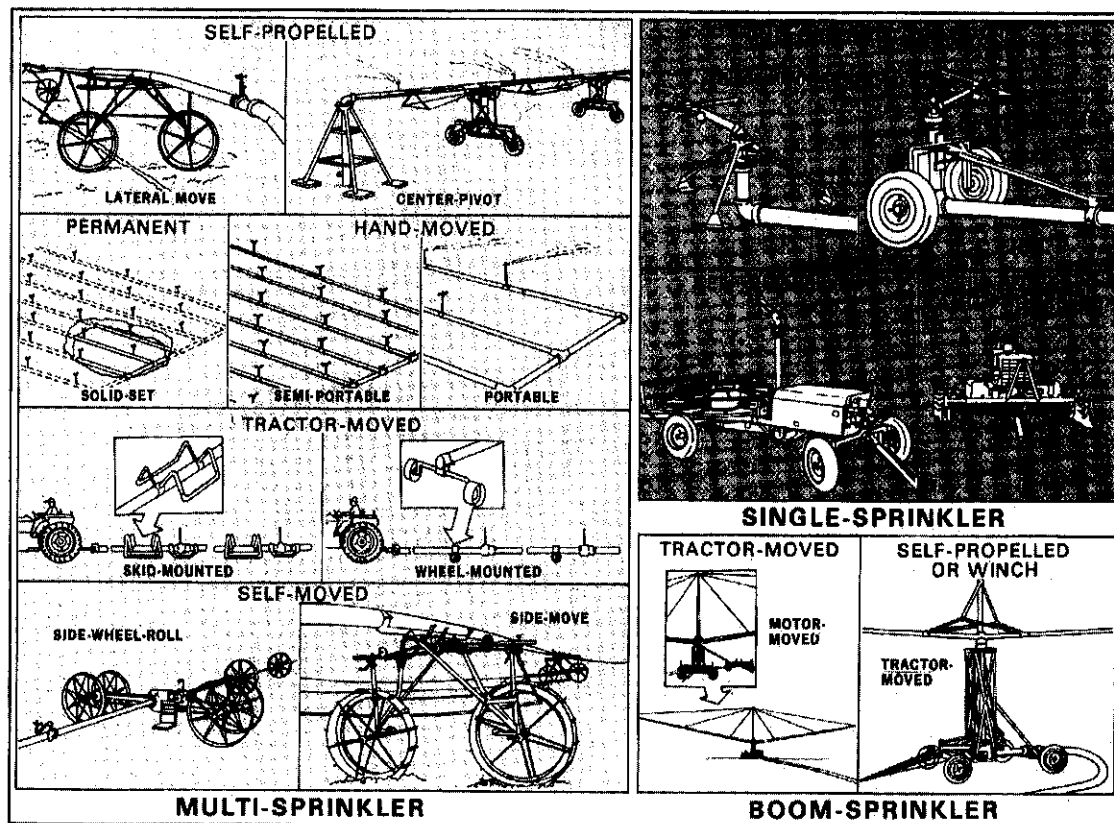 SELF-PROPELLED
LATERAL MOVE
CENTER-PIVOT
PERMANENT
HAND-MOVED
SOLID-SET
SEMI-PORTABLE
PORTABLE
TRACTOR-MOVED
SKID-MOUNTED
WHEEL-MOUNTED
SELF-MOVED
SIDE-WHEEL-ROLL
SIDE-MOVE
MULTI-SPRINKLER
SINGLE-SPRINKLER
TRACTOR-MOVED
MOTOR-
MOVED
SELF-PROPELLED
OR WINCH
TRACTOR-
MOVED
BOOM-SPRINKLER